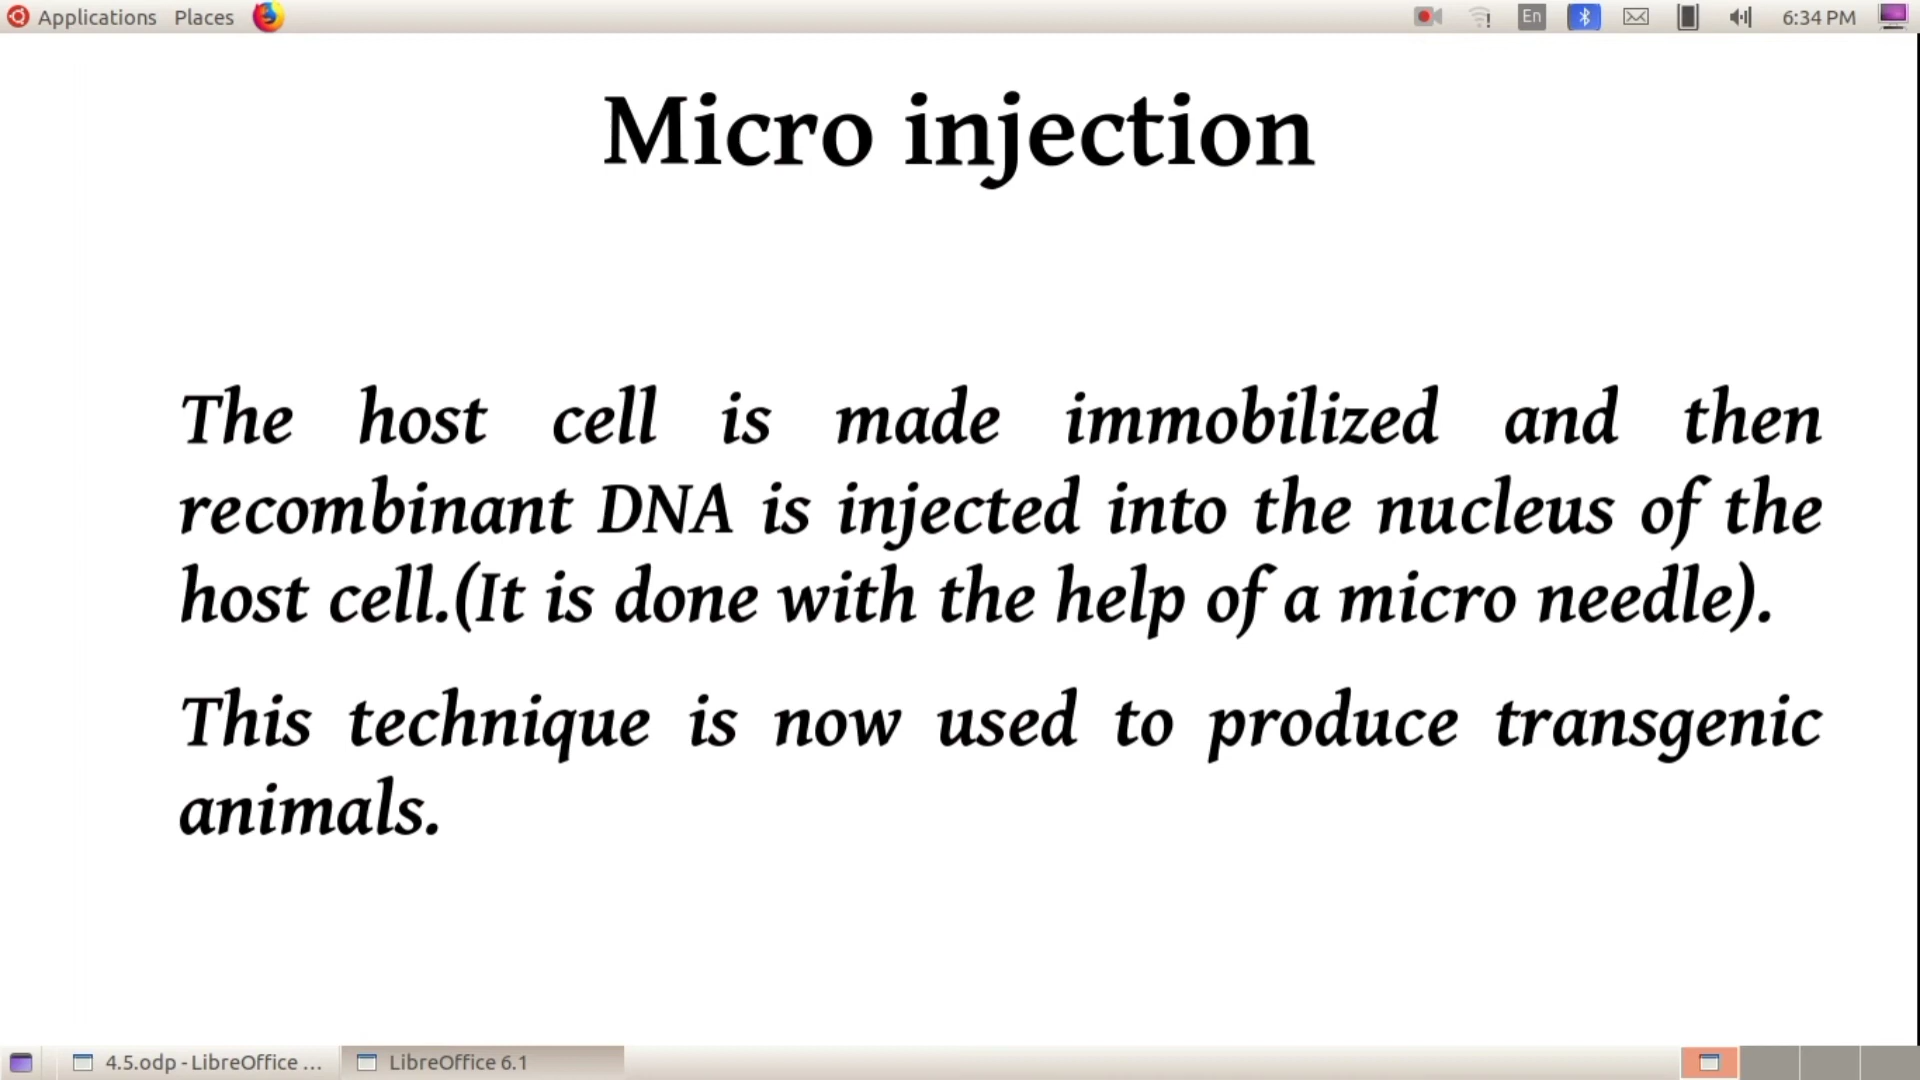 Applications Places En 6:34 PM
Micro injection
The host cell is made immobilized and then
recombinant DNA is injected into the nucleus of the
host cell.(It is done with the help of a micro needle).
This technique is now used to produce transgenic
animals.
4.5.odp - LibreOffice ... LibreOffice 6.1